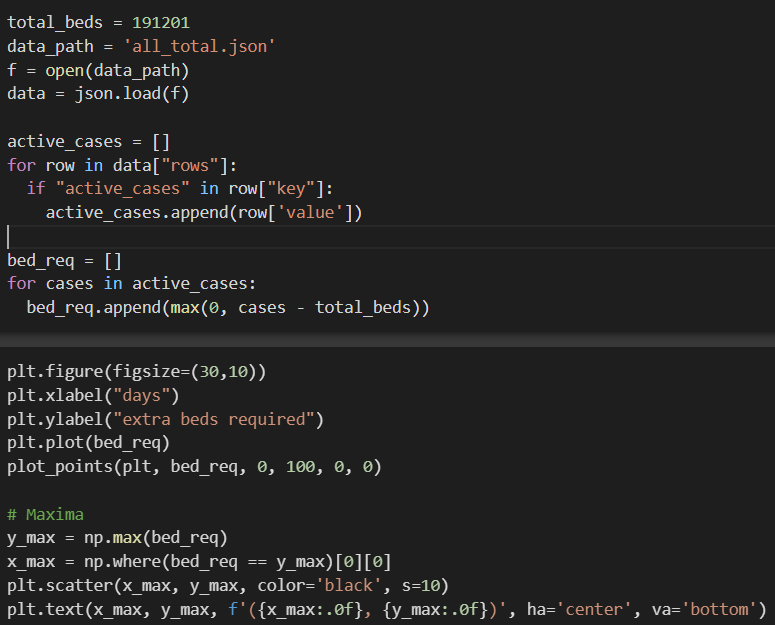 total_beds = 191201
data_path = 'all_total.json'
f = open(data_path)
data = json.load(f)
active_cases = []
for row in data["rows"]:
  if "active_cases" in row["key"]:
    active_cases.append(row['value'])
bed_req = []
for cases in active_cases:
  bed_req.append(max(0, cases - total_beds))
plt.figure(figsize=(30,10))
plt.xlabel("days")
plt.ylabel("extra beds required")
plt.plot(bed_req)
plot_points(plt, bed_req, 0, 100, 0, 0)
# Maxima
y_max = np.max(bed_req)
x_max = np.where(bed_req == y_max)[0][0]
plt.scatter(x_max, y_max, color='black', s=10)
plt.text(x_max, y_max, f'({x_max:.0f}, {y_max:.0f})', ha='center', va='bottom')